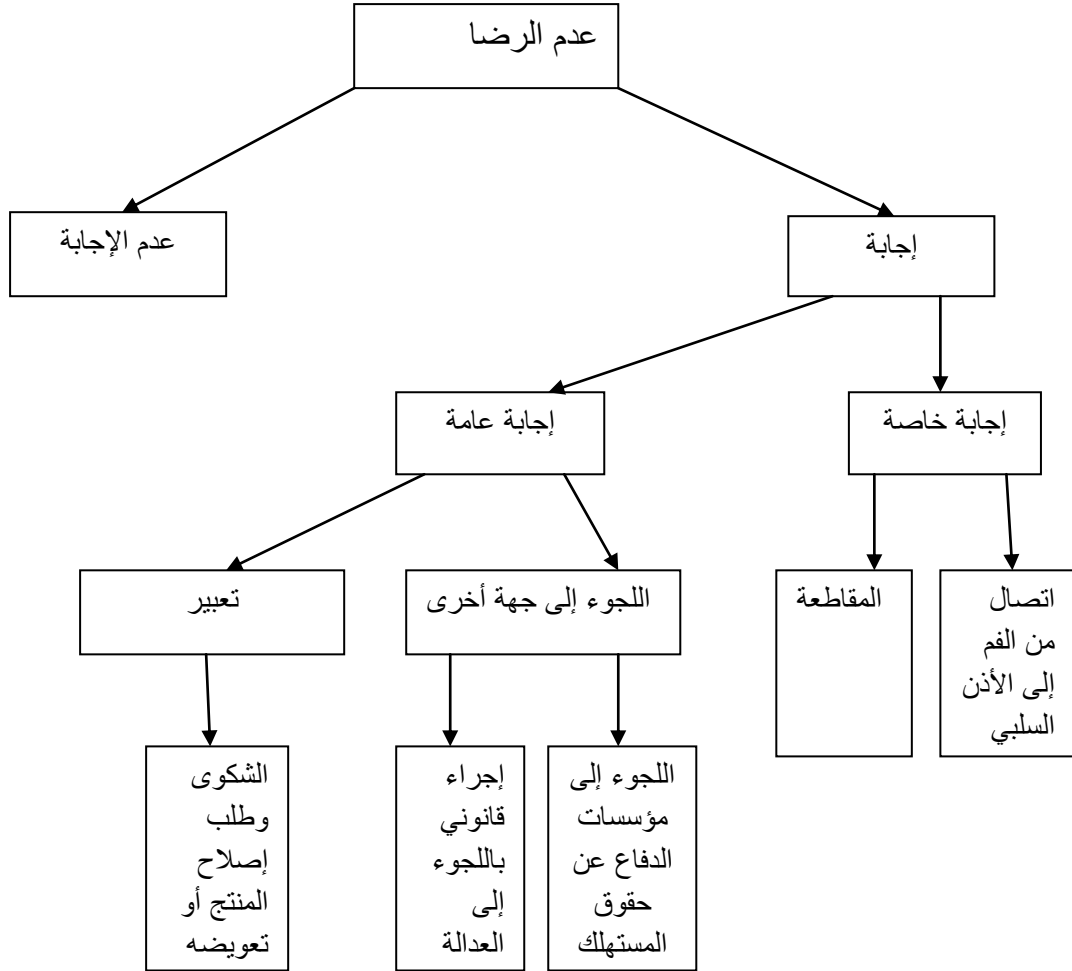 عدم الرضا
إجابة
عدم الإجابة
إجابة خاصة
إجابة عامة
اتصال
من الفم
إلى الأذن
السلبي
المقاطعة
اللجوء إلى جهة أخرى
تعبير
اللجوء إلى
مؤسسات
الدفاع عن
حقوق
المستهلك
إجراء
قانوني
باللجوء
إلى
العدالة
الشكوى
وطلب
إصلاح
المنتج أو
تعويضه